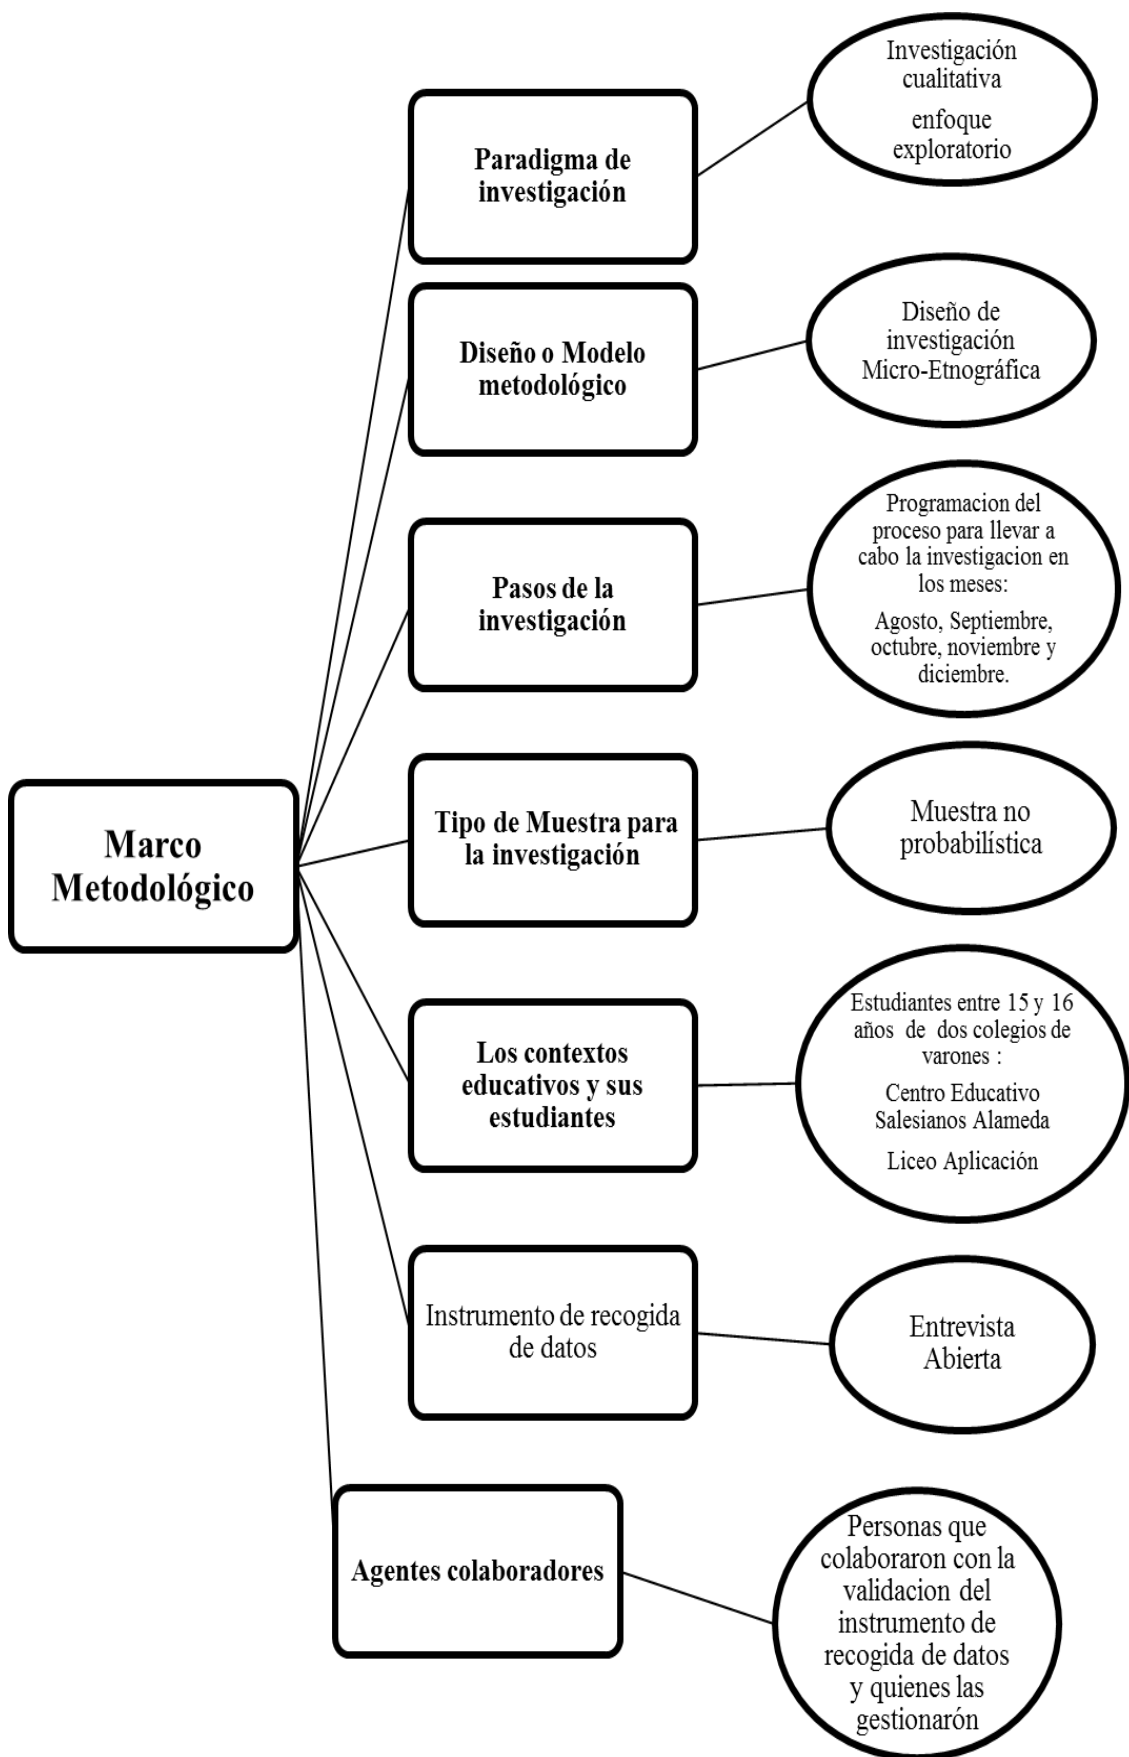 Marco
Metodológico
Paradigma de
investigación
Investigación
cualitativa
enfoque
exploratorio
Diseño o Modelo
metodológico
Diseño de
investigación
Micro-Etnográfica
Pasos de la
investigación
Programacion del
proceso para llevar a
cabo la investigacion en
los meses:
Agosto, Septiembre,
octubre, noviembre y
diciembre.
Tipo de Muestra para
la investigación
Muestra no
probabilística
Los contextos
educativos y sus
estudiantes
Estudiantes entre 15 y 16
años de dos colegios de
varones :
Centro Educativo
Salesianos Alameda
Liceo Aplicación
Instrumento de recogida
de datos
Entrevista
Abierta
Agentes colaboradores
Personas que
colaboraron con la
validacion del
instrumento de
recogida de datos
y quienes las
gestionarón